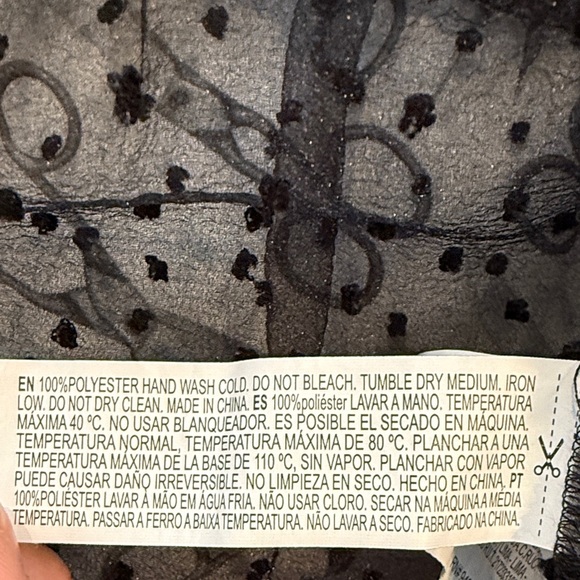 EN 100%POLYESTER HAND WASH COLD. DO NOT BLEACH. TUMBLE DRY MEDIUM. IRON
LOW. DO NOT DRY CLEAN. MADE IN CHINA. ES 100%poliéster LAVAR A MANO. TEMPERATURA
MÁXIMA 40 ºC. NO USAR BLANQUEADOR. ES POSIBLE EL SECADO EN MÁQUINA.
TEMPERATURA NORMAL, TEMPERATURA MÁXIMA DE 80 ºC. PLANCHAR A UNA
TEMPERATURA MÁXIMA DE LA BASE DE 110 ºC, SIN VAPOR. PLANCHAR CON VAPOR
PUEDE CAUSAR DAÑO IRREVERSIBLE. NO LIMPIEZA EN SECO. HECHO EN CHINA. PT
100%POLIÉSTER LAVAR À MÃO EM ÁGUA FRIA. NÃO USAR CLORO. SECAR NA MÁQUINA A MÉDIA
TEMPERATURA. PASSAR A FERRO A BAIXA TEMPERATURA. NÃO LAVAR A SECO. FABRICADO NA CHINA.